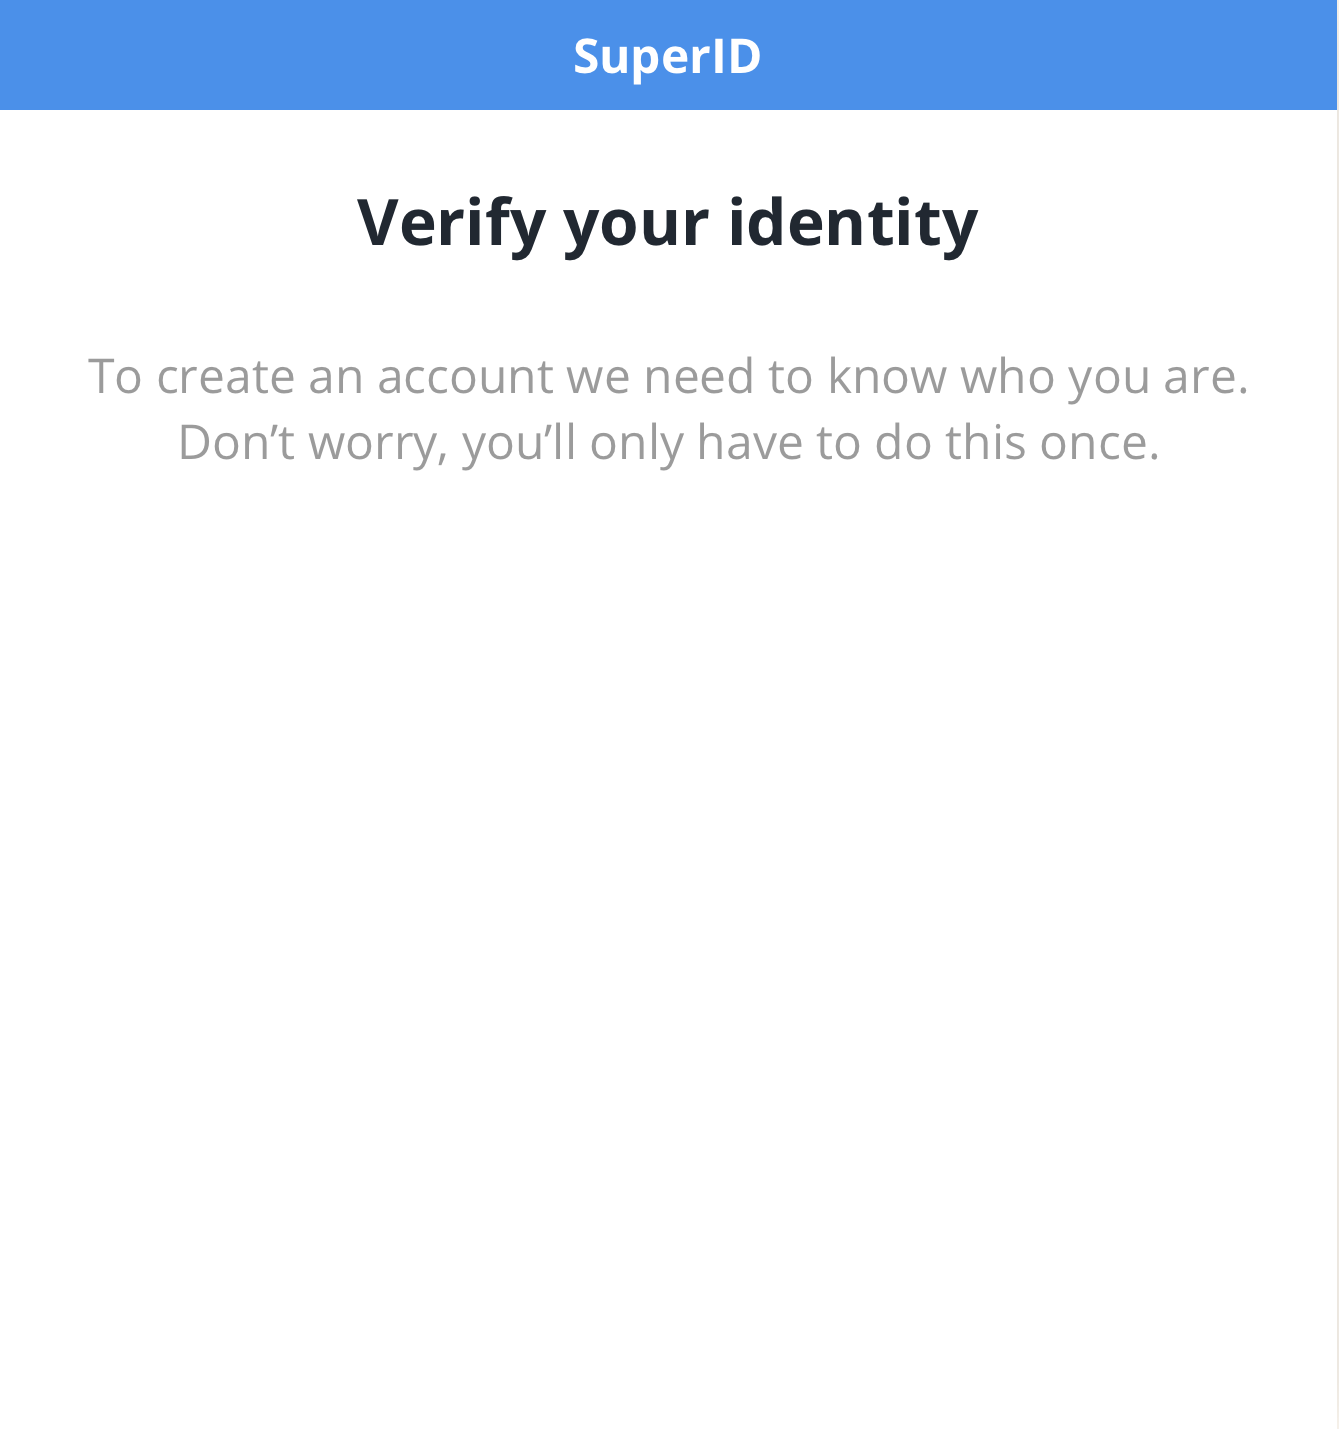 SuperID
Verify your identity
To create an account we need to know who you are.
Don’t worry, you’ll only have to do this once.